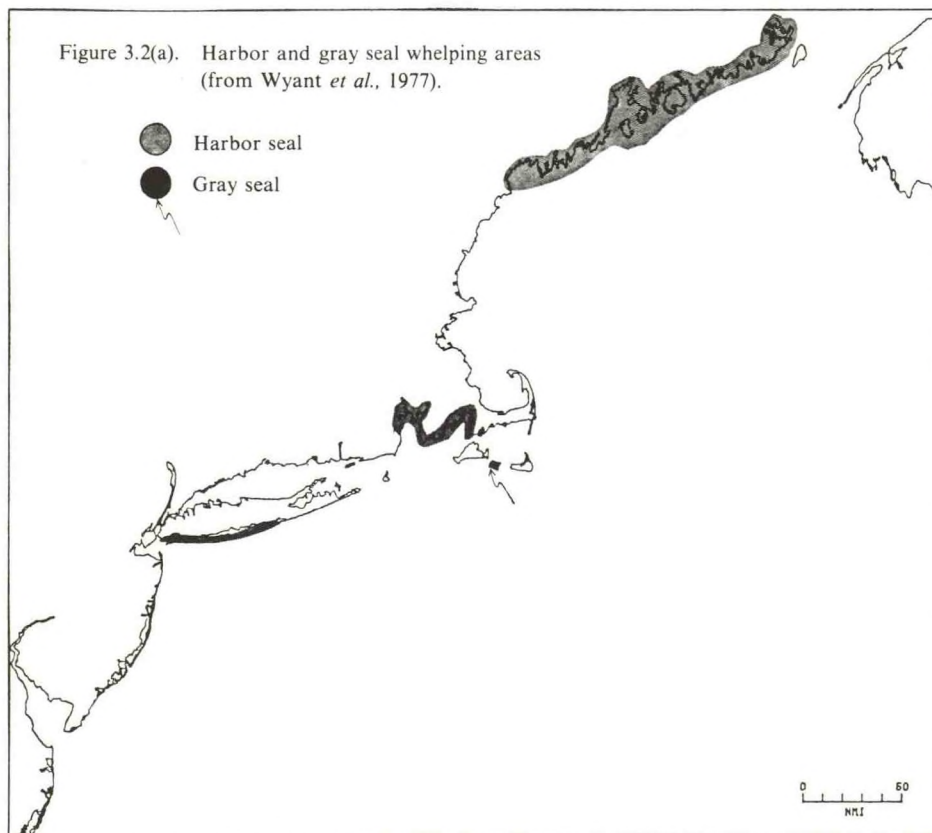 Figure 3.2(a). Harbor and gray seal whelping areas
(from Wyant et al., 1977).
Harbor seal
Gray seal
0 50
NMI